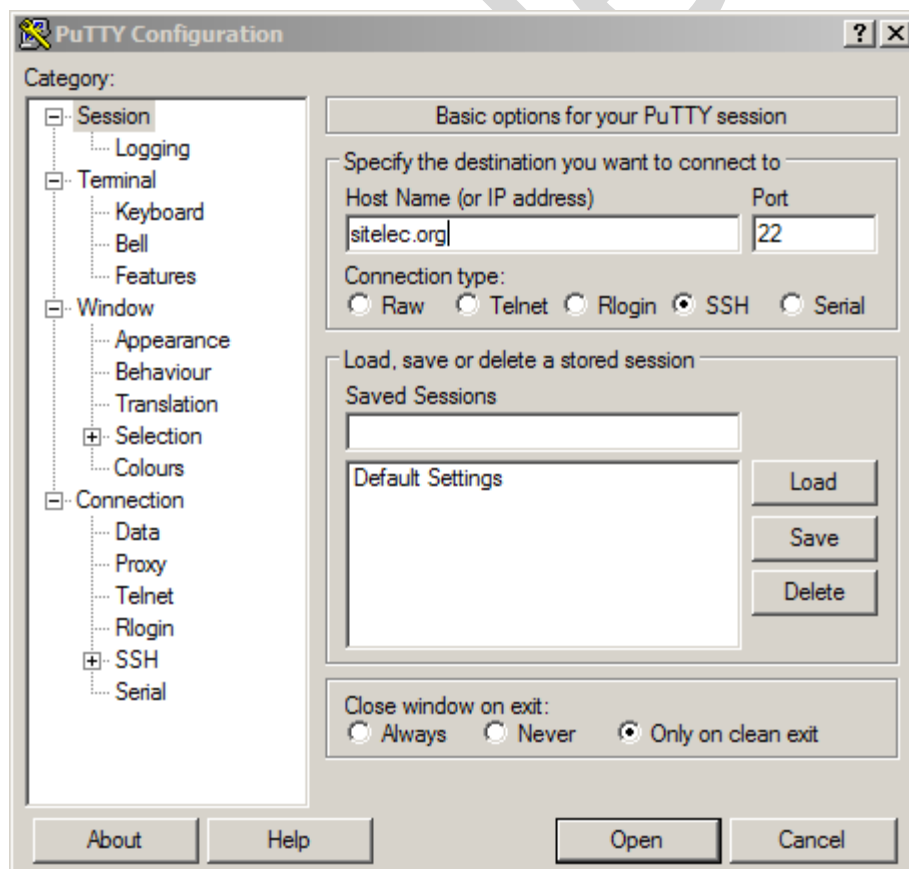 PuTTY Configuration
Category:
Session
Logging
Terminal
Keyboard
Bell
Features
Window
Appearance
Behaviour
Translation
Selection
Colours
Connection
Data
Proxy
Telnet
Rlogin
SSH
Serial
Basic options for your PuTTY session
Specify the destination you want to connect to
Host Name (or IP address) Port
sitelec.org 22
Connection type:
Raw Telnet Rlogin SSH Serial
Load, save or delete a stored session
Saved Sessions
Default Settings
Load
Save
Delete
Close window on exit:
Always Never Only on clean exit
About Help Open Cancel